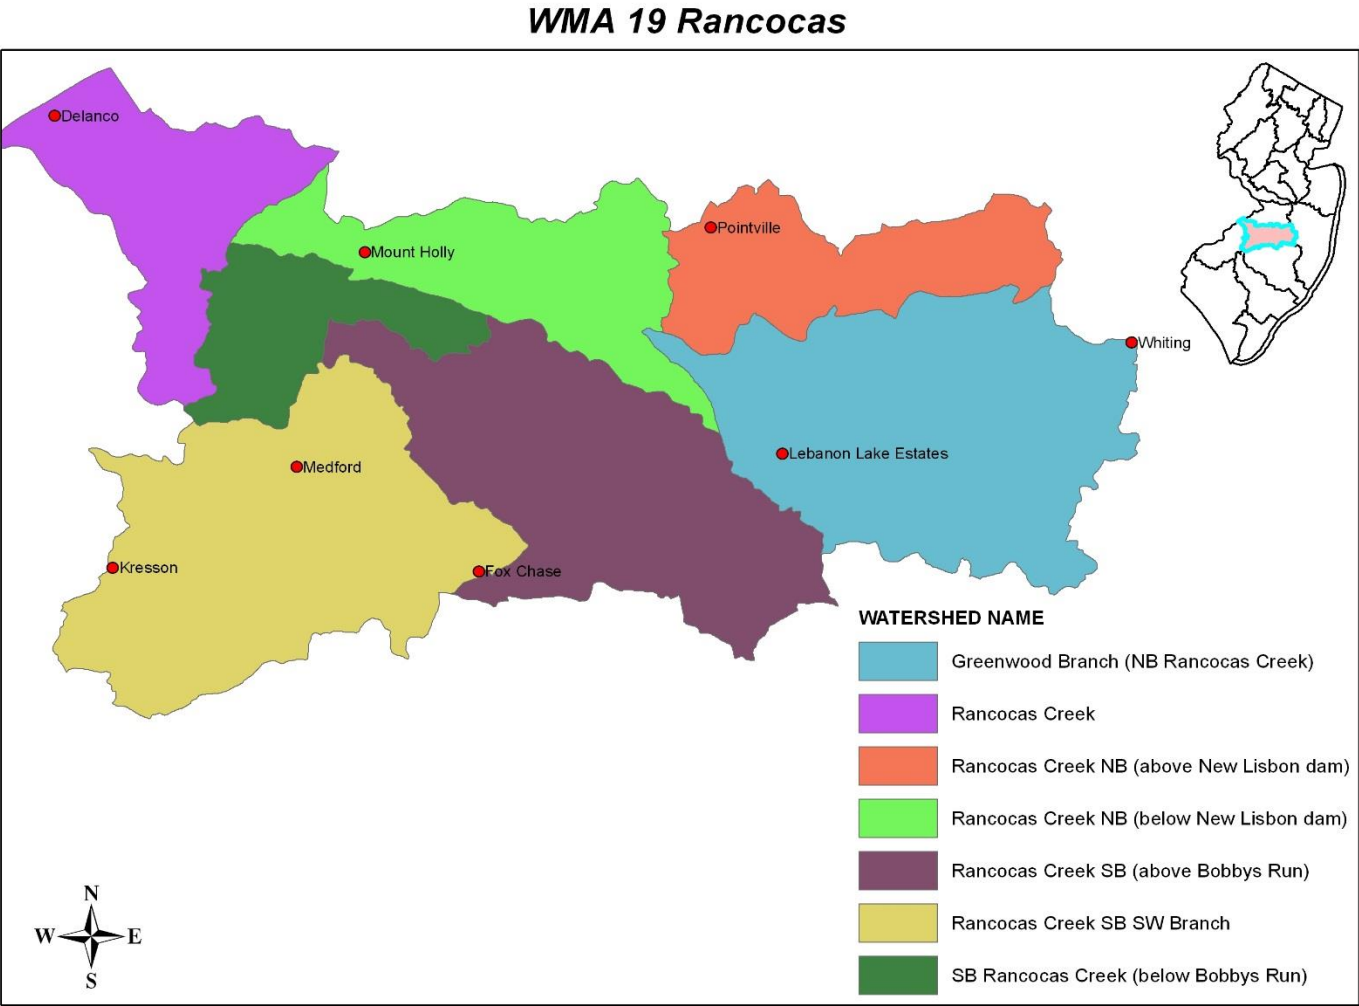 WMA 19 Rancocas
Delanco
Pointville
Mount Holly
Whiting
Lebanon Lake Estates
Medford
Kresson
Fox Chase
WATERSHED NAME
Greenwood Branch (NB Rancocas Creek)
Rancocas Creek
Rancocas Creek NB (above New Lisbon dam)
Rancocas Creek NB (below New Lisbon dam)
Rancocas Creek SB (above Bobbys Run)
Rancocas Creek SB SW Branch
SB Rancocas Creek (below Bobbys Run)
N
W E
S